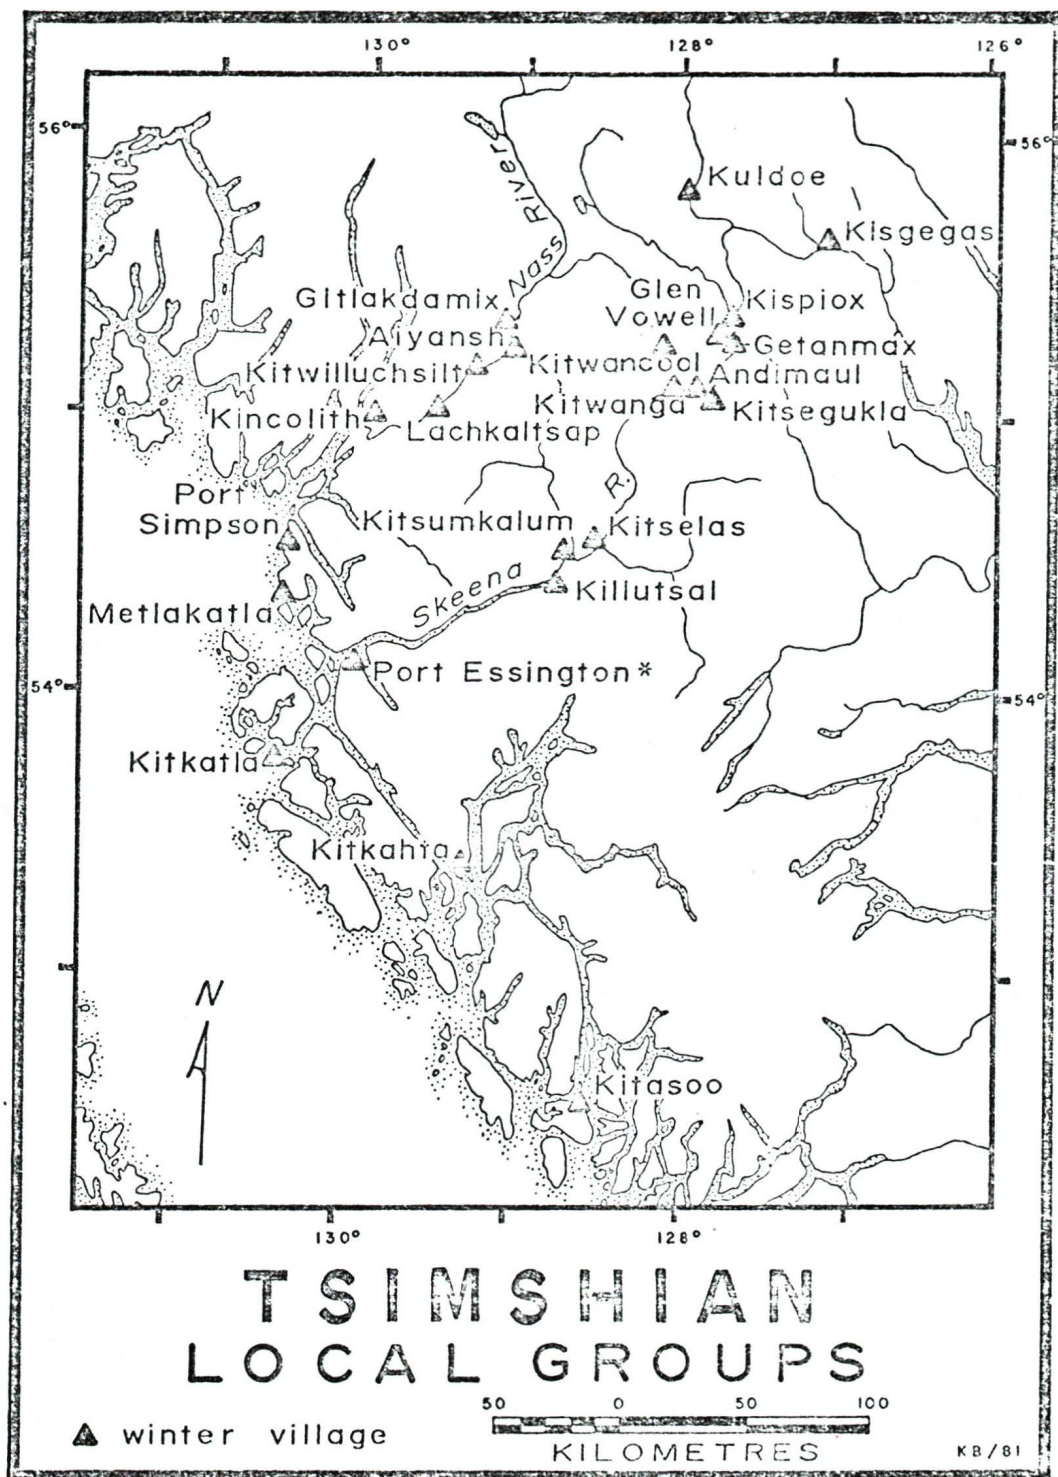 130° 128° 126°
56° 56°
Nass River
Kuldoe
Kisgegas
Gitlakdamix
Glen
Vowell
Kispiox
Aiyansh
Getanmax
Kitwilluchsilt
Kitwancool
Andimaul
Kincolith
Lachkaltsap
Kitwanga
Kitsegukla
Port
Simpson
Kitsumkalum
Kitselas
Skeena R.
Killutsal
Metlakatla
Port Essington*
54° 54°
Kitkatla
Kitkahta
N
Kitasoo
130° 128°
TSIMSHIAN
LOCAL GROUPS
winter village
50 0 50 100
KILOMETRES
KB/81